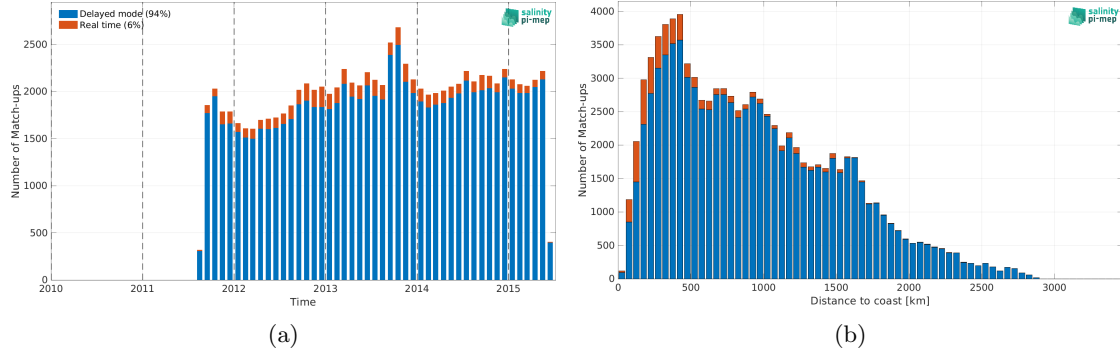 Delayed mode (94%)
Real time (6%)
salinity
pi-mep
Number of Match-ups
2500
2000
1500
1000
500
0
2010
2011
2012
2013
2014
2015
Time
(a)
salinity
pi-mep
Number of Match-ups
4000
3500
3000
2500
2000
1500
1000
500
0
0
500
1000
1500
2000
2500
3000
Distance to coast [km]
(b)